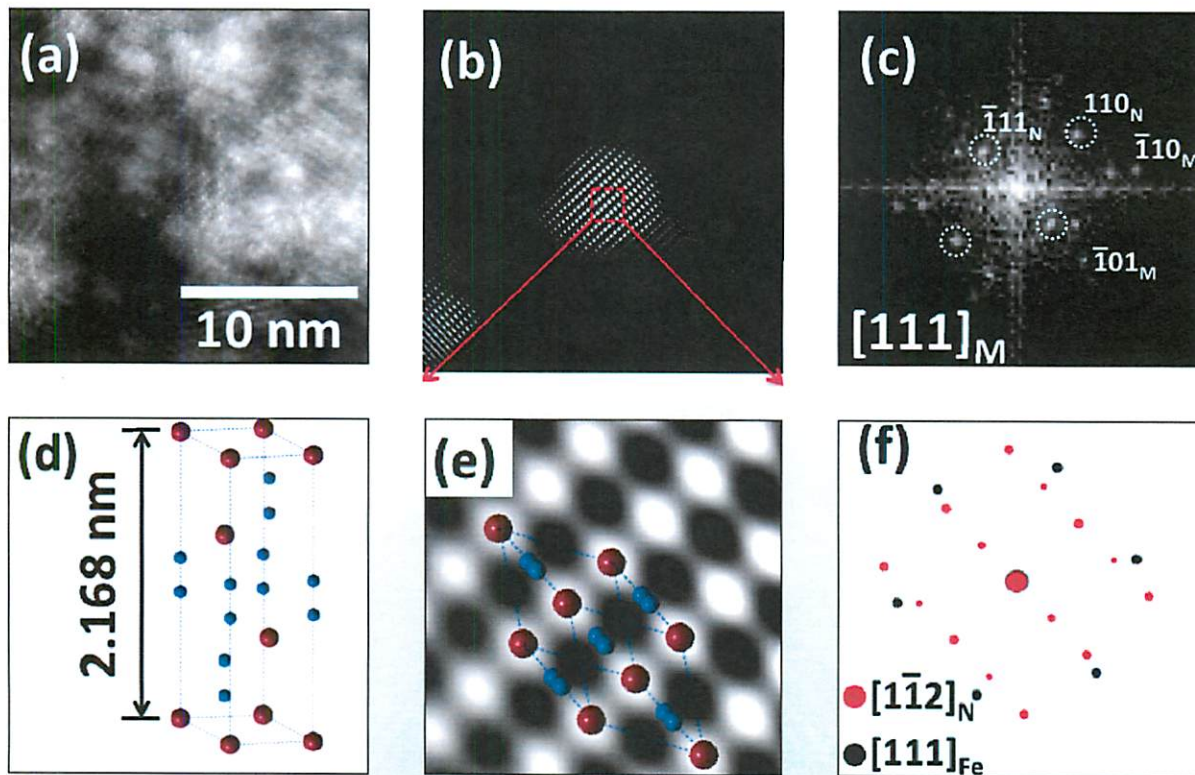 (a)
10 nm
(b)
(c)
1̅11N
110N
1̅10M
1̅01M
[111]M
(d)
2.168 nm
(e)
(f)
[11̅2]N
[111]Fe